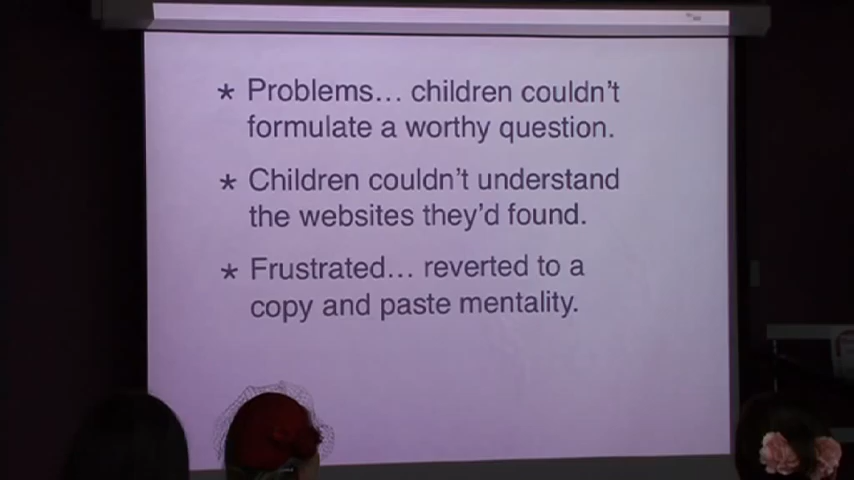 * Problems... children couldn't
formulate a worthy question.
* Children couldn't understand
the websites they'd found.
* Frustrated... reverted to a
copy and paste mentality.